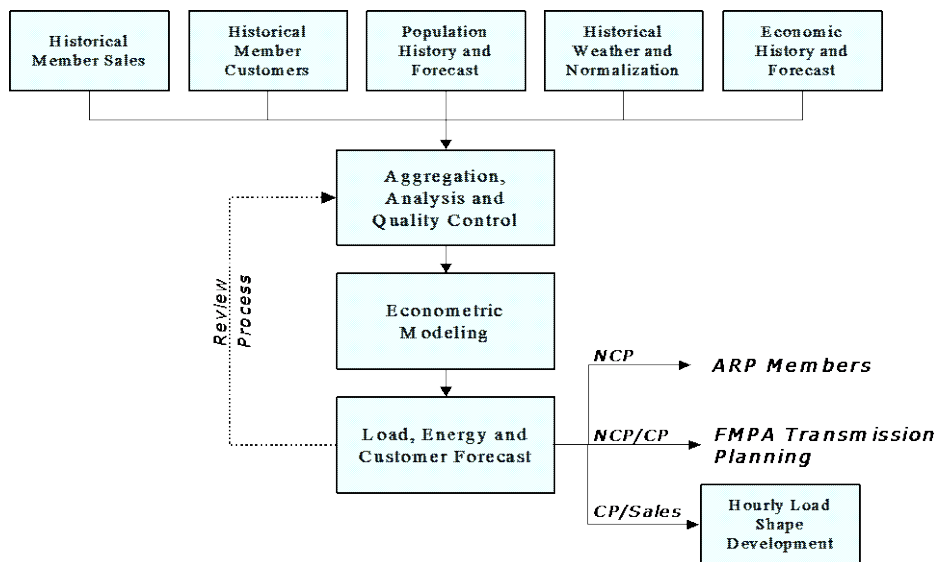 Historical
Member Sales
Historical
Member
Customers
Population
History and
Forecast
Historical
Weather and
Normalization
Economic
History and
Forecast
Aggregation,
Analysis and
Quality Control
Review
Process
Econometric
Modeling
Load, Energy and
Customer Forecast
NCP
ARP Members
NCP/CP
FMPA Transmission
Planning
CP/Sales
Hourly Load
Shape
Development